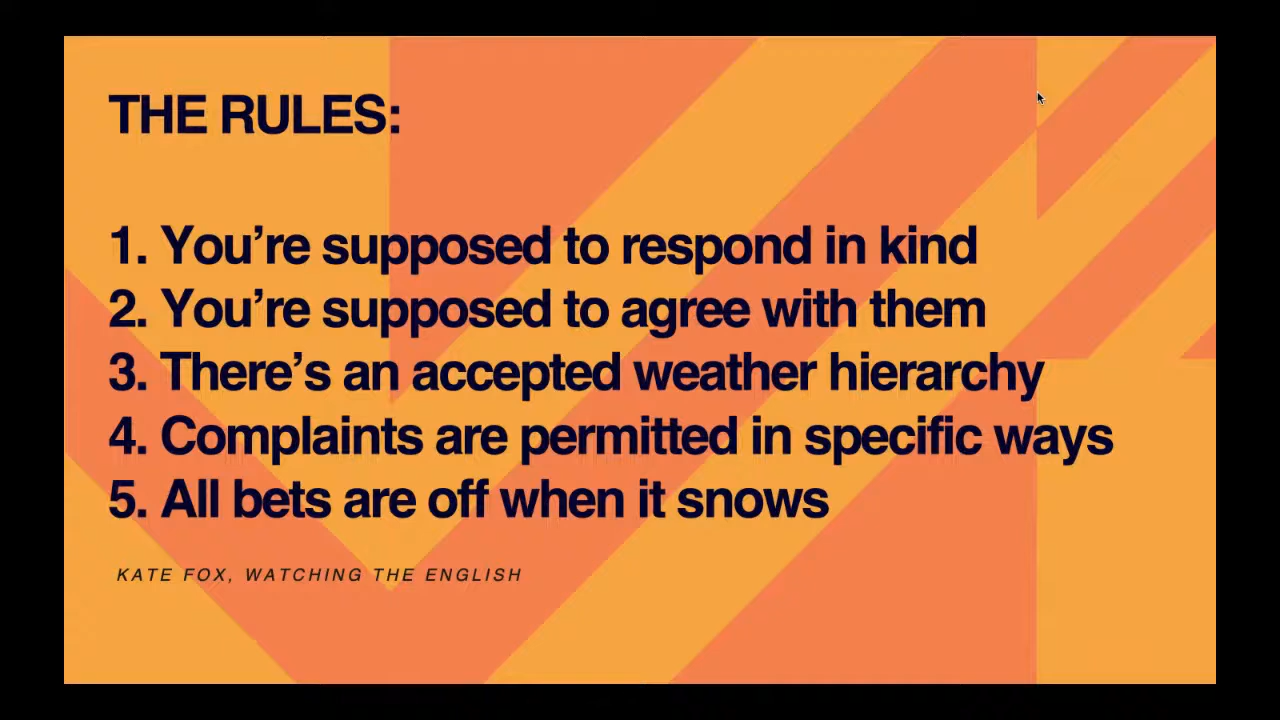 THE RULES:
1. You’re supposed to respond in kind
2. You’re supposed to agree with them
3. There’s an accepted weather hierarchy
4. Complaints are permitted in specific ways
5. All bets are off when it snows
KATE FOX, WATCHING THE ENGLISH